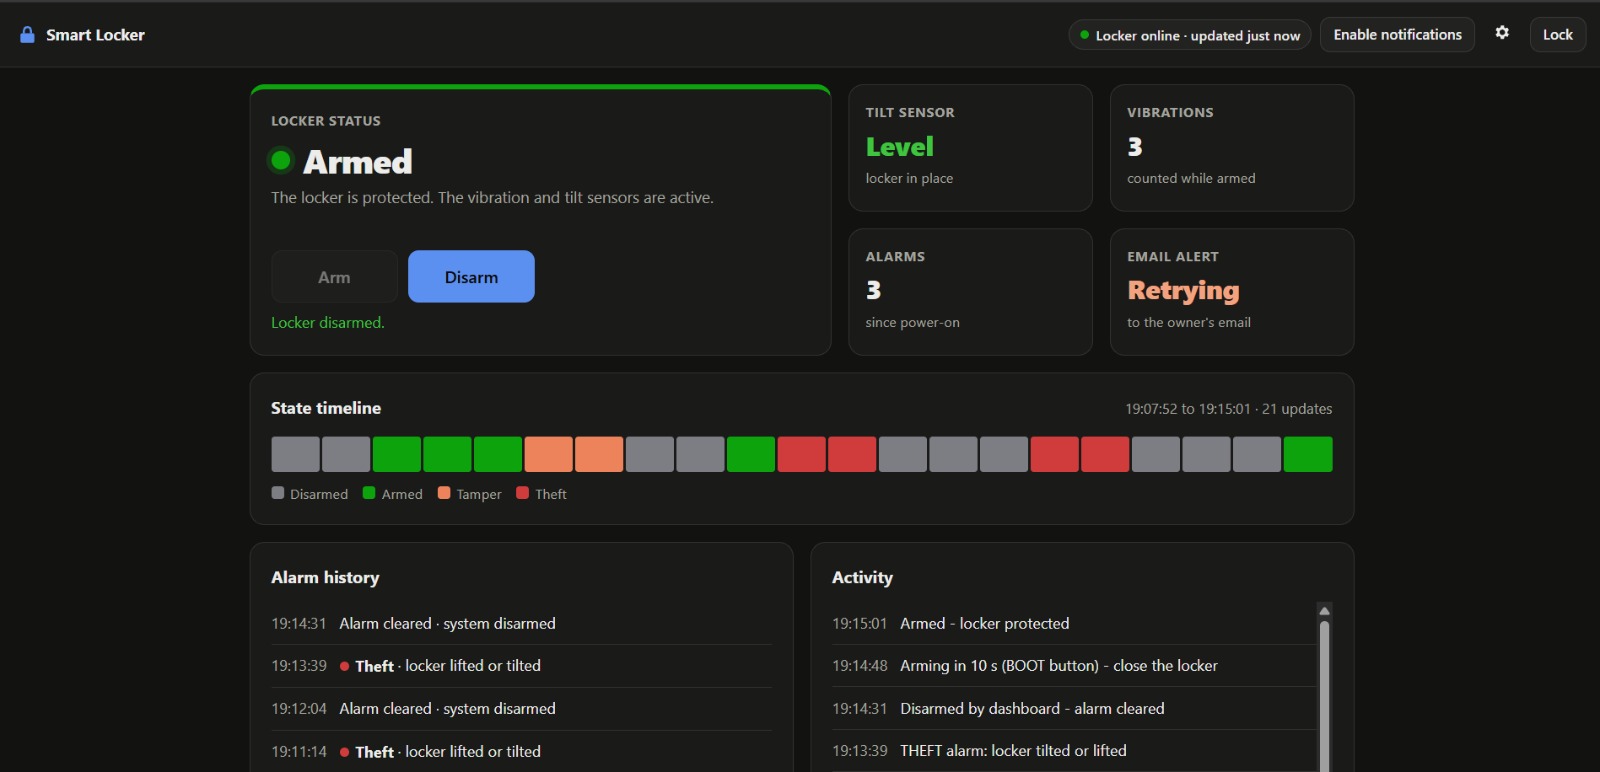 Smart Locker
Locker online · updated just now
Enable notifications
Lock
LOCKER STATUS
Armed
The locker is protected. The vibration and tilt sensors are active.
Arm
Disarm
Locker disarmed.
TILT SENSOR
Level
locker in place
VIBRATIONS
3
counted while armed
ALARMS
3
since power-on
EMAIL ALERT
Retrying
to the owner's email
State timeline
19:07:52 to 19:15:01 · 21 updates
Disarmed
Armed
Tamper
Theft
Alarm history
19:14:31 Alarm cleared · system disarmed
19:13:39 Theft · locker lifted or tilted
19:12:04 Alarm cleared · system disarmed
19:11:14 Theft · locker lifted or tilted
Activity
19:15:01 Armed - locker protected
19:14:48 Arming in 10 s (BOOT button) - close the locker
19:14:31 Disarmed by dashboard - alarm cleared
19:13:39 THEFT alarm: locker tilted or lifted